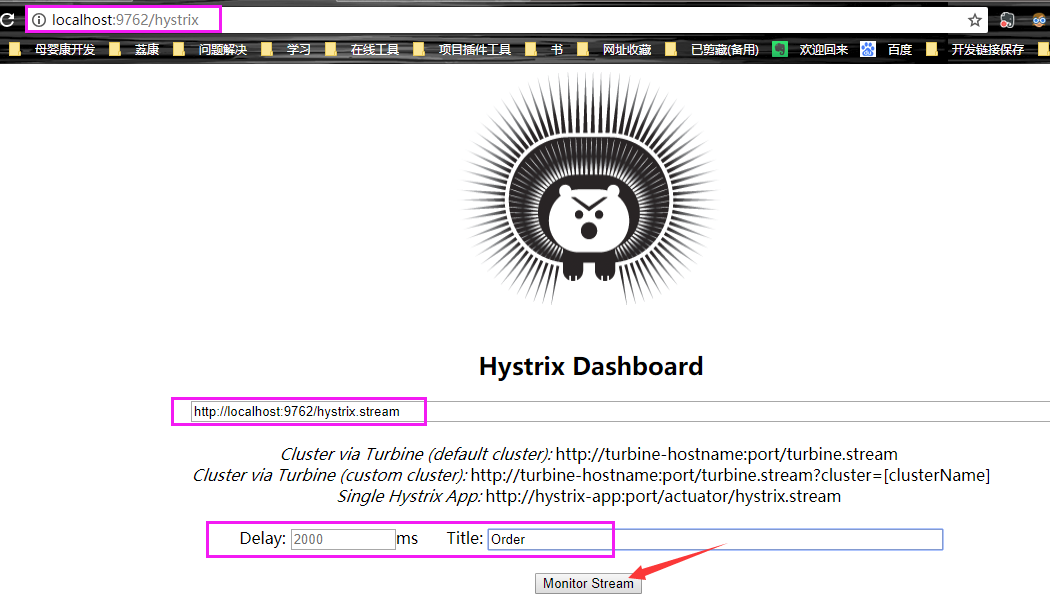 localhost:9762/hystrix
母婴康开发 荔康 问题解决 学习 在线工具 项目插件工具 书 网址收藏 已剪藏(备用) 欢迎回来 百度 开发链接保存
Hystrix Dashboard
http://localhost:9762/hystrix.stream
Cluster via Turbine (default cluster): http://turbine-hostname:port/turbine.stream
Cluster via Turbine (custom cluster): http://turbine-hostname:port/turbine.stream?cluster=[clusterName]
Single Hystrix App: http://hystrix-app:port/actuator/hystrix.stream
Delay: 2000 ms Title: Order
Monitor Stream